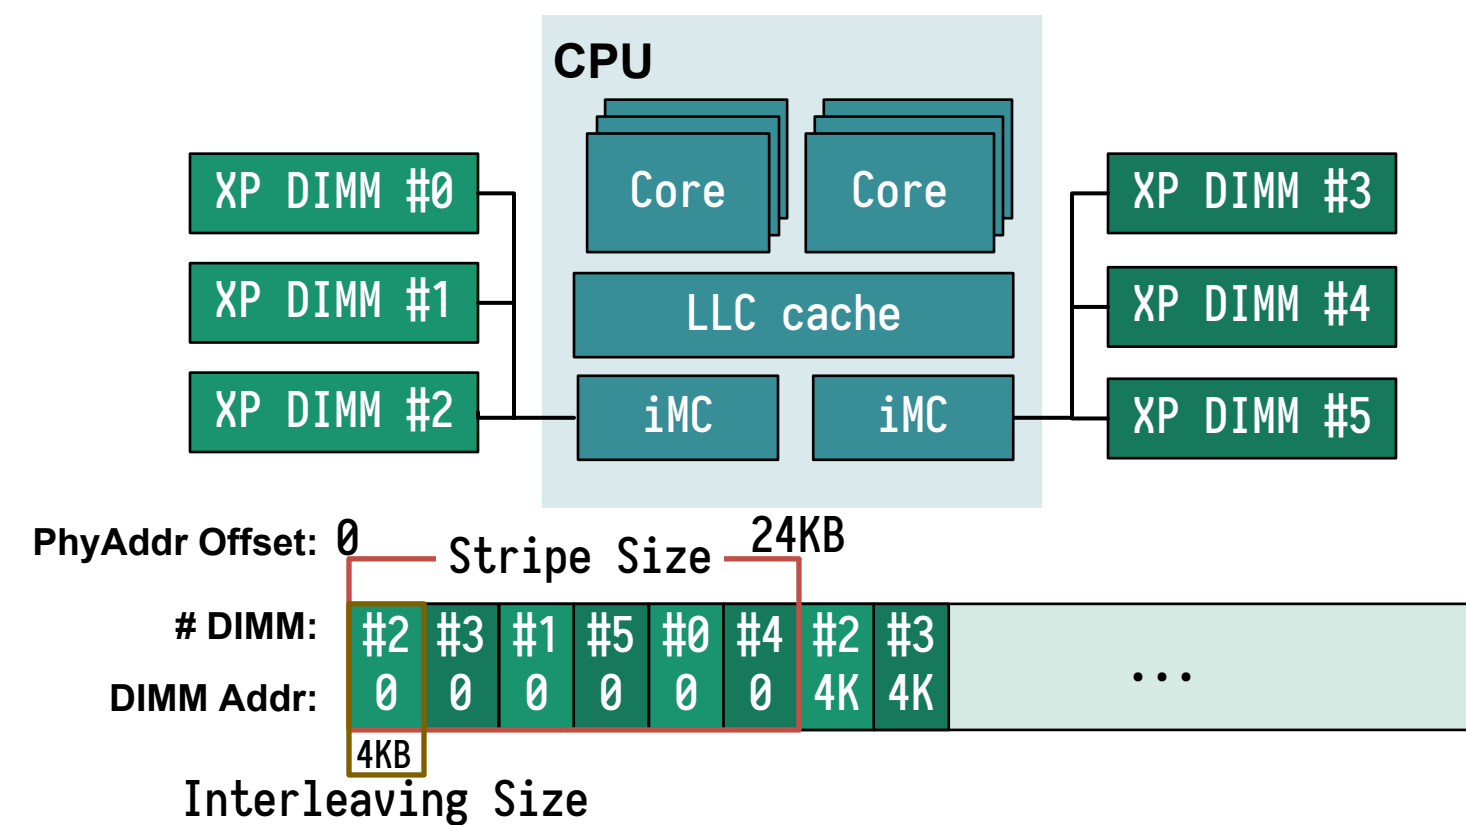 CPU
XP DIMM #0
XP DIMM #1
XP DIMM #2
Core
Core
XP DIMM #3
XP DIMM #4
XP DIMM #5
LLC cache
iMC
iMC
PhyAddr Offset: 0 24KB
Stripe Size
# DIMM: #2 #3 #1 #5 #0 #4 #2 #3
DIMM Addr: 0 0 0 0 0 0 4K 4K ...
4KB
Interleaving Size